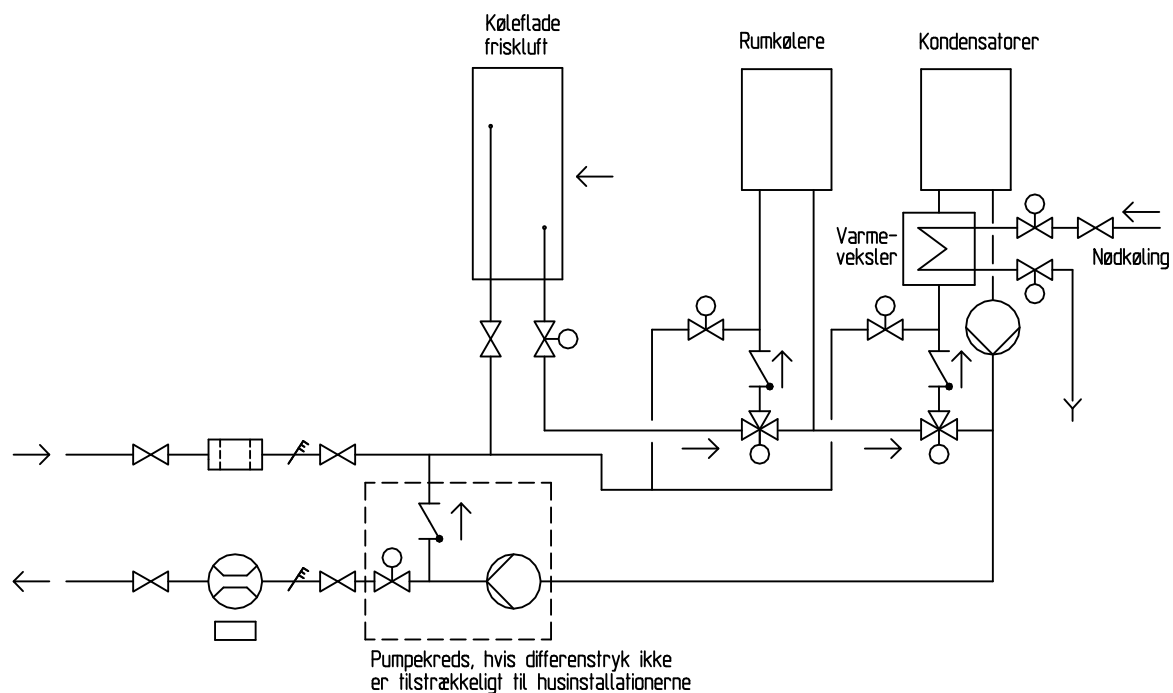 Køleflade
friskluft
Rumkølere
Kondensatorer
Varme-
veksler
Nødkøling
Pumpekreds, hvis differenstryk ikke
er tilstrækkeligt til husinstallationerne